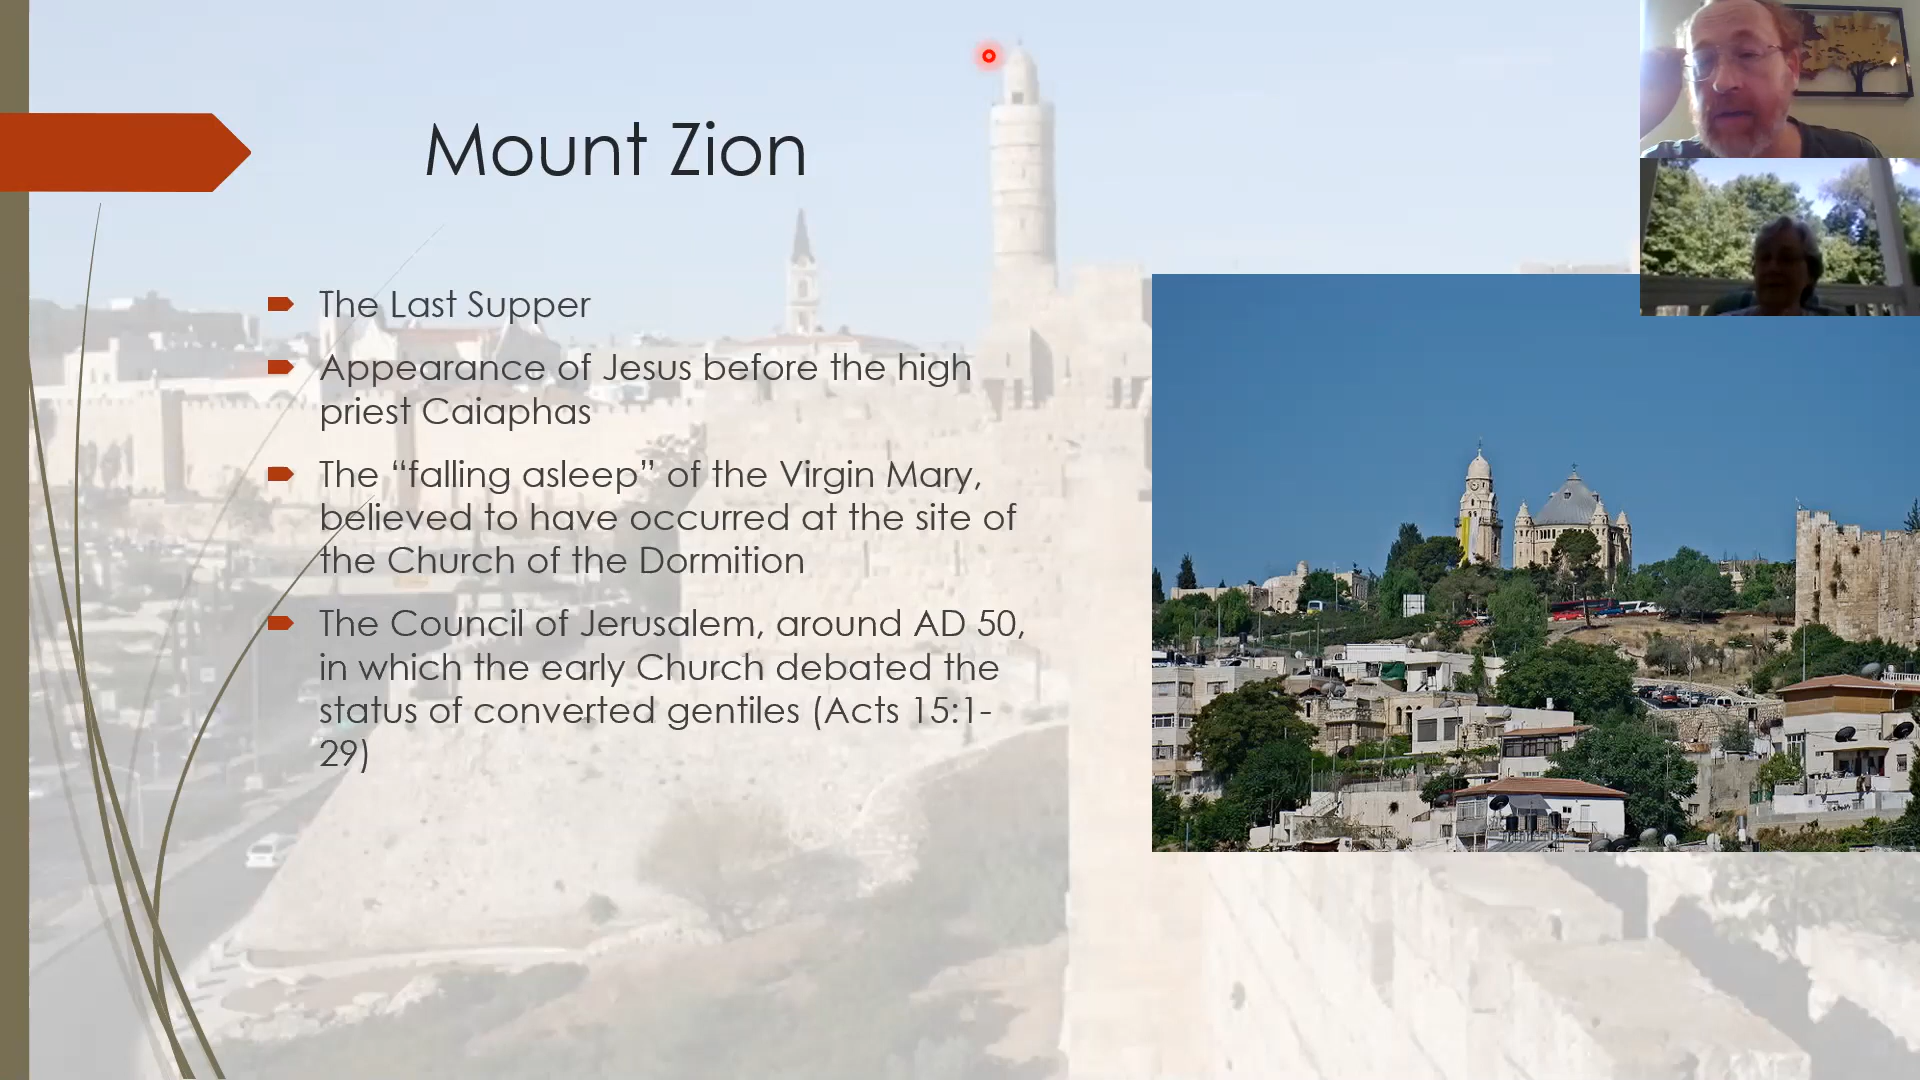 Mount Zion
The Last Supper
Appearance of Jesus before the high
priest Caiaphas
The “falling asleep” of the Virgin Mary,
believed to have occurred at the site of
the Church of the Dormition
The Council of Jerusalem, around AD 50,
in which the early Church debated the
status of converted gentiles (Acts 15:1-
29)